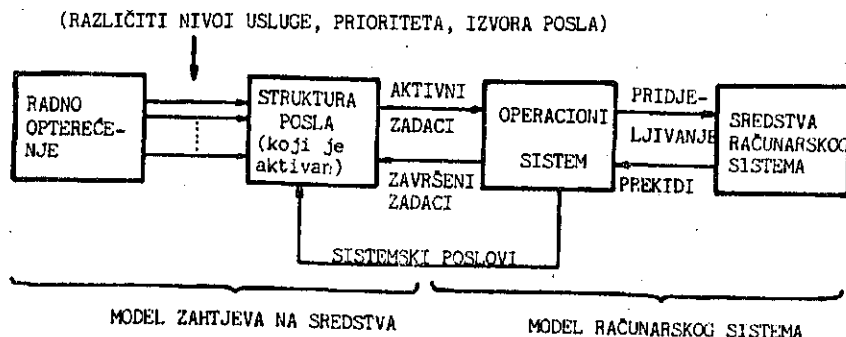 (RAZLIČITI NIVOI USLUGE, PRIORITETA, IZVORA POSLA)
RADNO
OPTEREĆE-
NJE
STRUKTURA
POSLA
(koji je
aktivan)
AKTIVNI
ZADACI
ZAVRŠENI
ZADACI
OPERACIONI
SISTEM
PRIDJE-
LJIVANJE
PREKIDI
SREDSTVA
RAČUNARSKOG
SISTEMA
SISTEMSKI POSLOVI
MODEL ZAHTJEVA NA SREDSTVA
MODEL RAČUNARSKOG SISTEMA